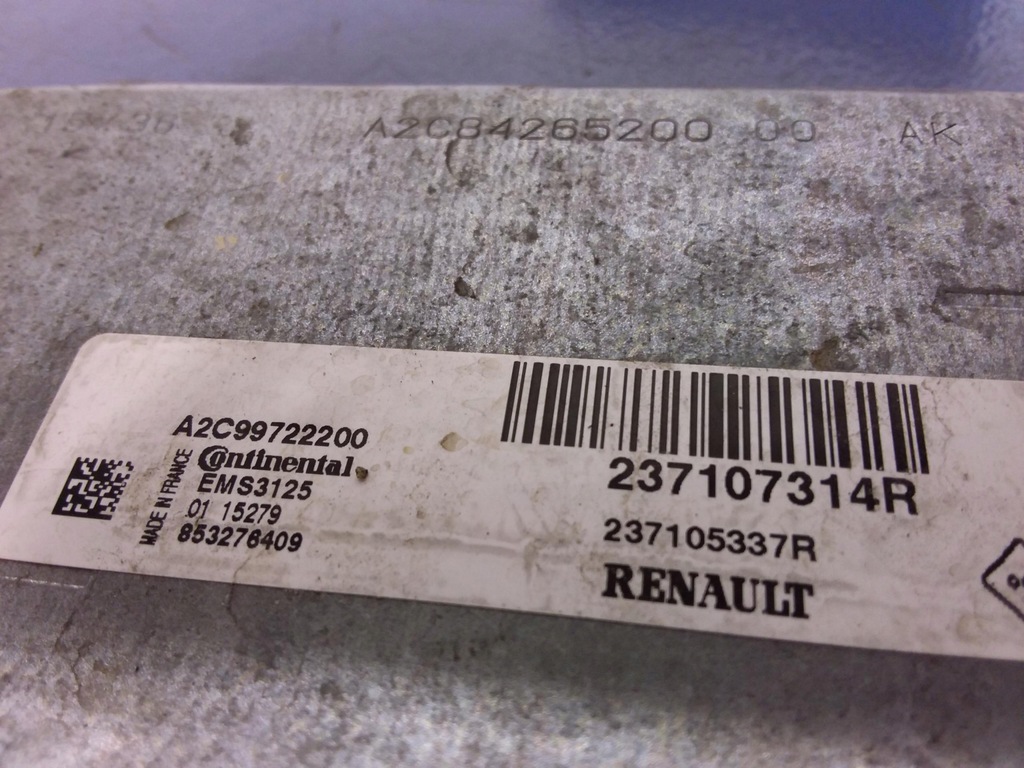 A2C84265200 00 AK
A2C99722200
Continental
EMS3125
01 15279
853276409
MADE IN FRANCE
237107314R
237105337R
RENAULT